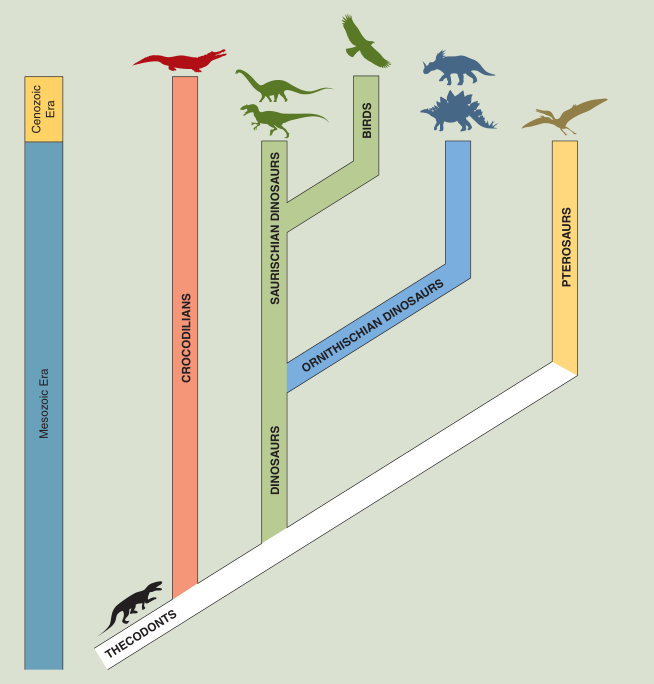 Cenozoic
Era
Mesozoic Era
CROCODILIANS
SAURISCHIAN DINOSAURS
DINOSAURS
BIRDS
ORNITHISCHIAN DINOSAURS
PTEROSAURS
THECODONTS